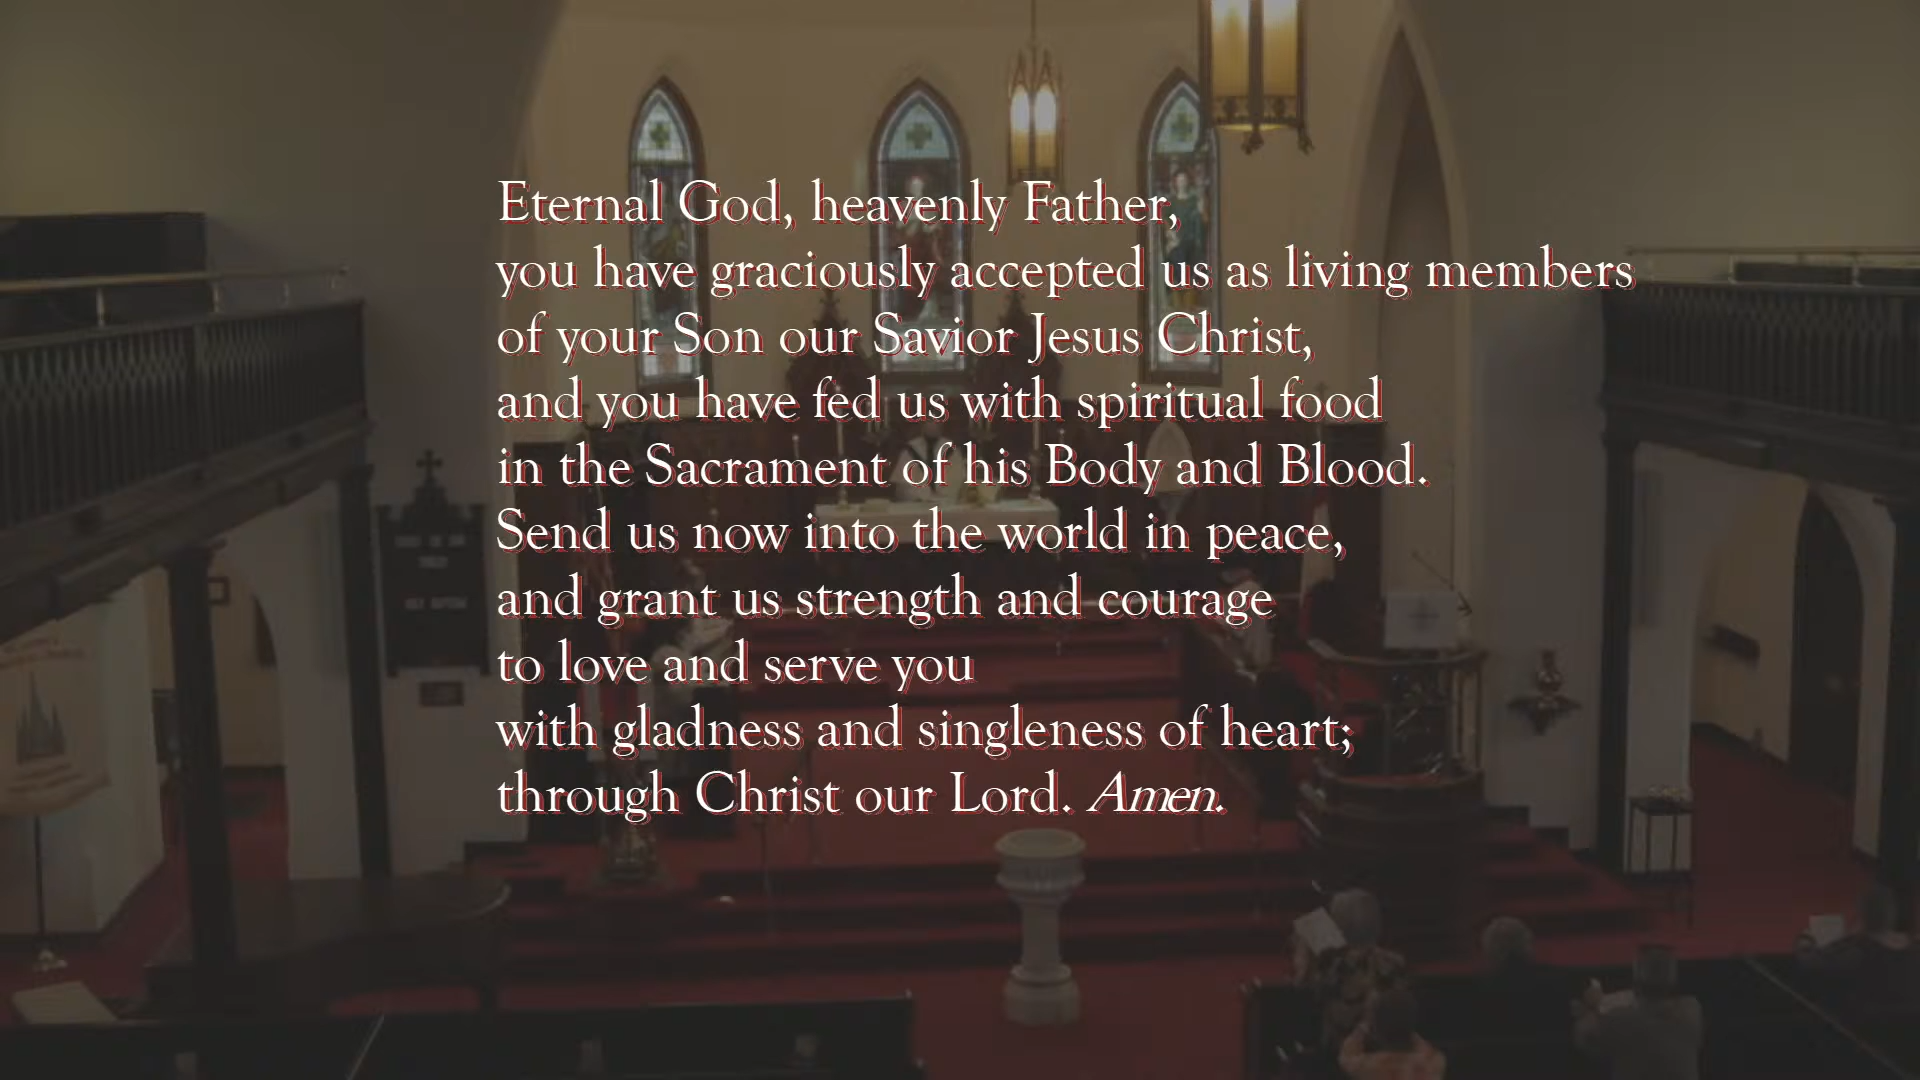 Eternal God, heavenly Father,
you have graciously accepted us as living members
of your Son our Savior Jesus Christ,
and you have fed us with spiritual food
in the Sacrament of his Body and Blood.
Send us now into the world in peace,
and grant us strength and courage
to love and serve you
with gladness and singleness of heart;
through Christ our Lord. Amen.